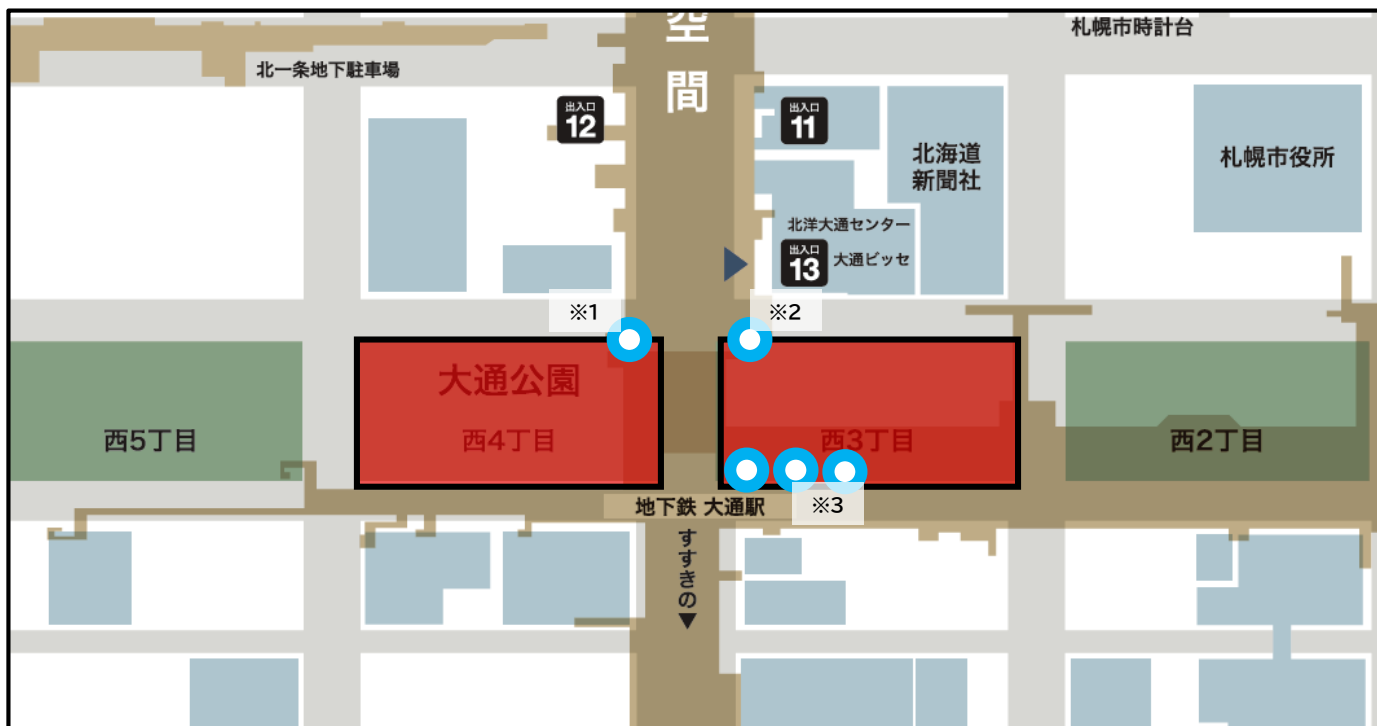 札幌市時計台
空間
北一条地下駐車場
出入口
12
出入口
11
北海道
新聞社
札幌市役所
北洋大通センター
出入口
13
大通ビッセ
※1
※2
大通公園
西5丁目
西4丁目
西3丁目
西2丁目
地下鉄 大通駅
※3
すすきの▼